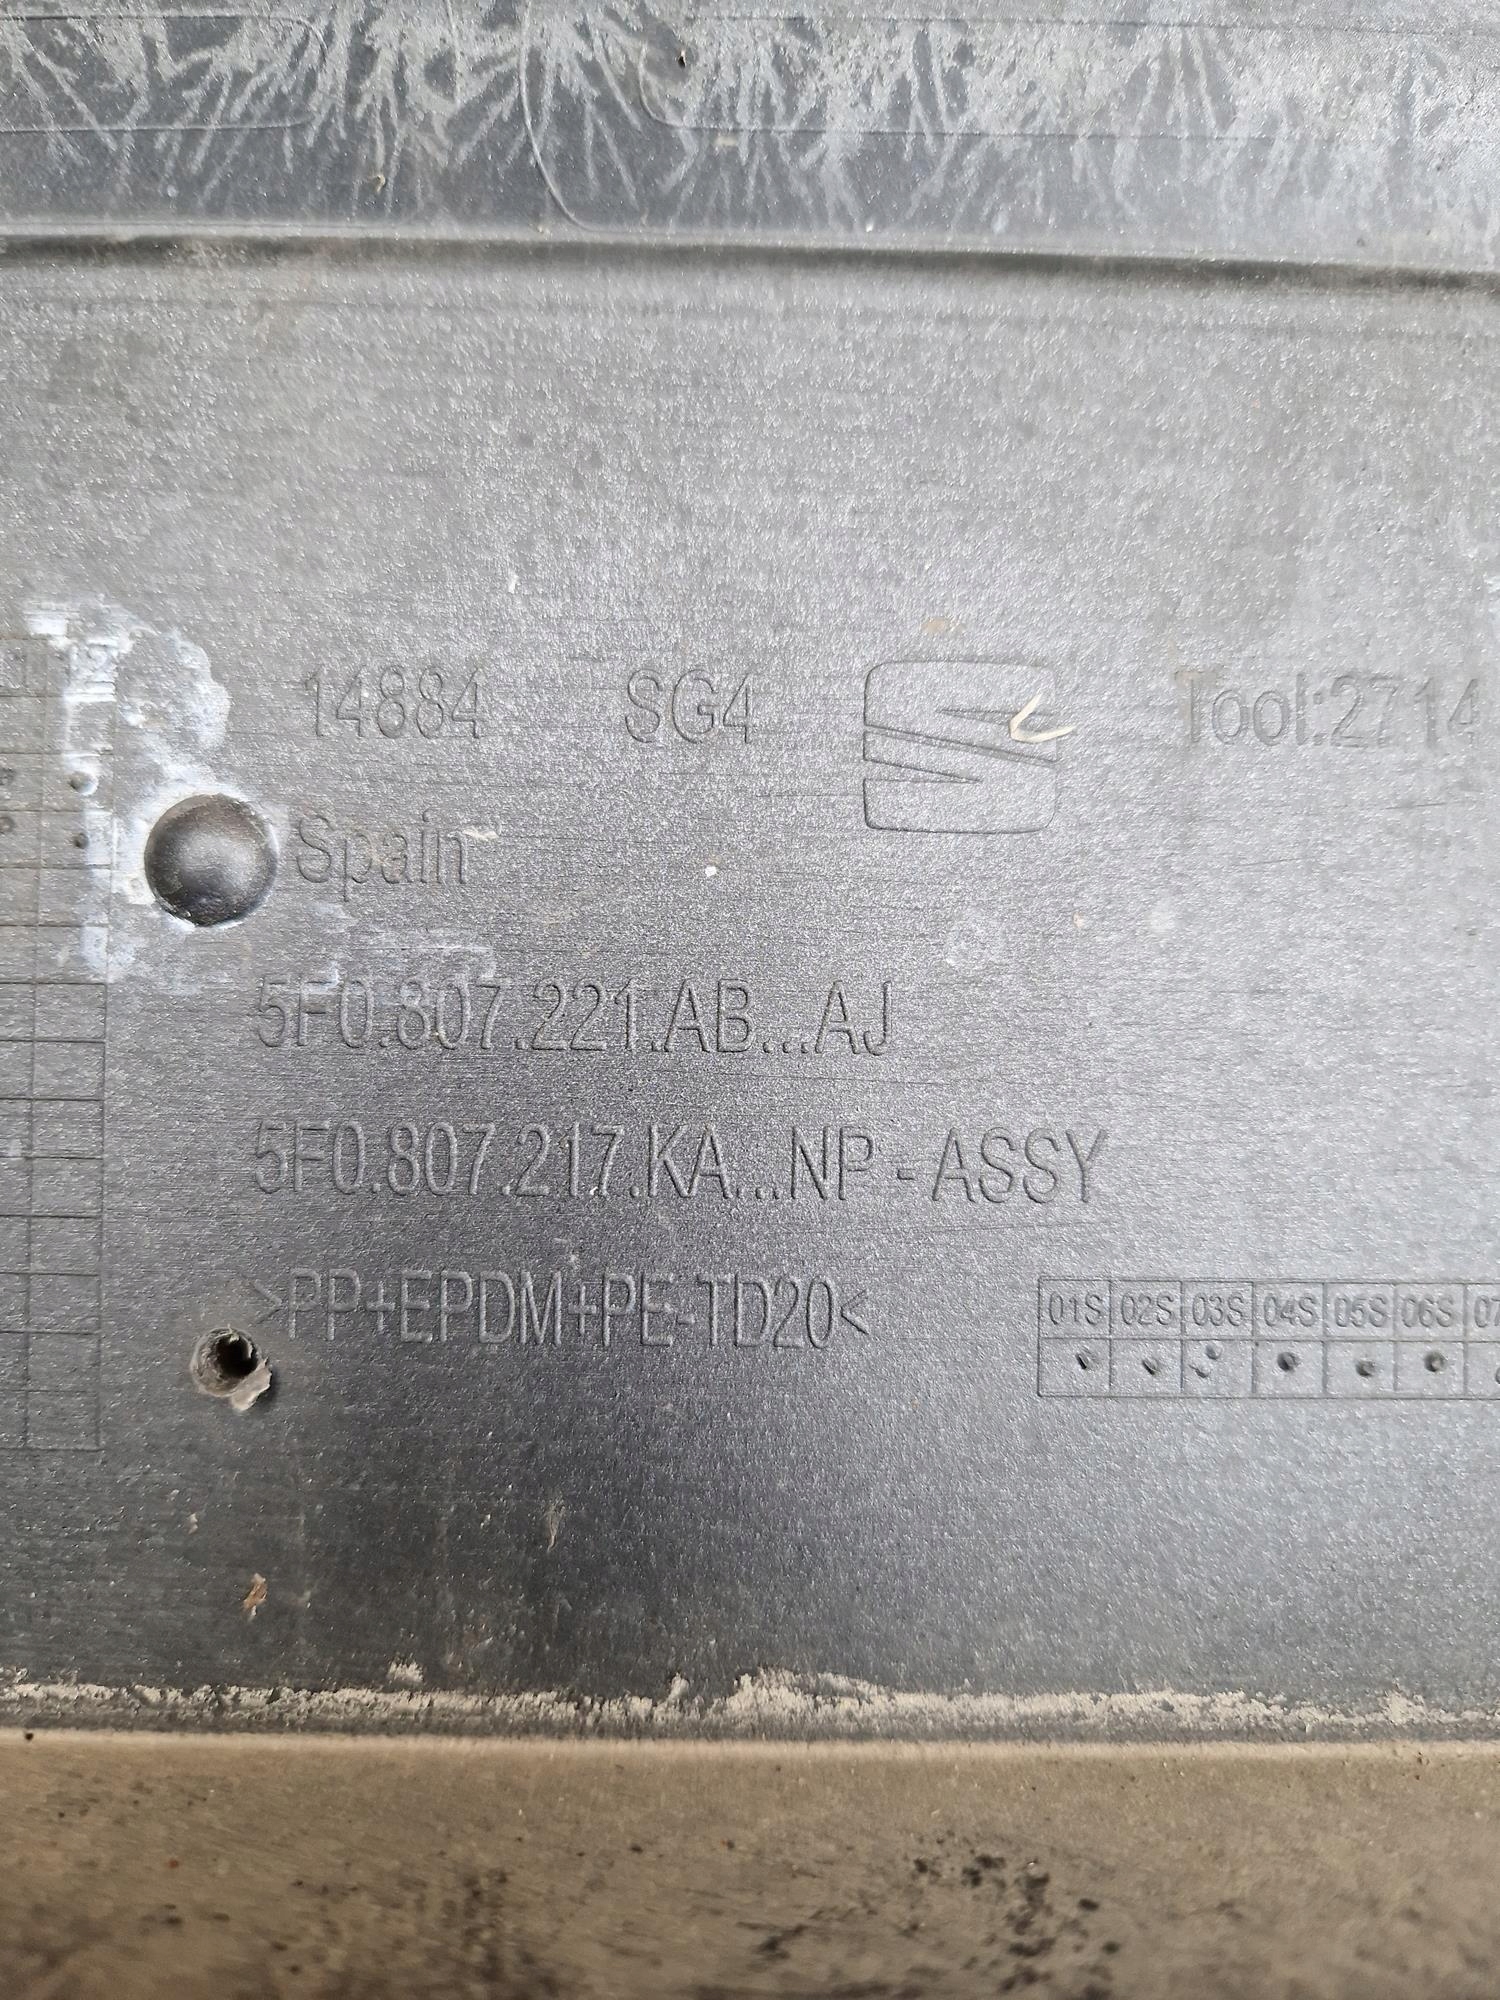 14884 SG4 Tool:2714
Spain
5F0.807.221.AB...AJ
5F0.807.217.KA...NP - ASSY
>PP+EPDM+PE-TD20<
01S 02S 03S 04S 05S 06S 07